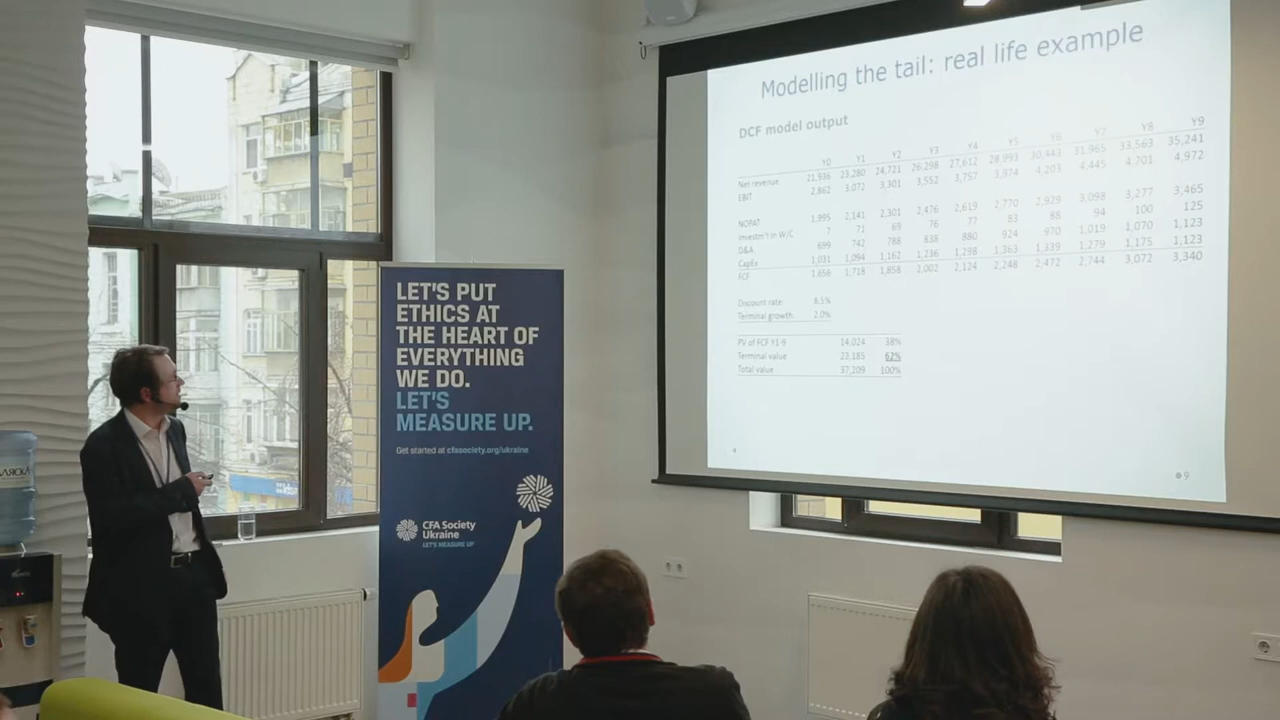 Modelling the tail: real life example
DCF model output
Y0 Y1 Y2 Y3 Y4 Y5 Y6 Y7 Y8 Y9
Net revenue 21,936 23,280 24,721 26,298 27,612 28,993 30,443 31,965 33,563 35,241
EBIT 2,862 3,072 3,301 3,552 3,757 3,974 4,203 4,445 4,701 4,972
NOPAT 1,995 2,141 2,301 2,476 2,619 2,770 2,929 3,098 3,277 3,465
Investm't in W/C 7 71 69 76 77 83 88 94 100 125
D&A 699 742 788 838 880 924 970 1,019 1,070 1,123
CapEx 1,031 1,094 1,162 1,236 1,298 1,363 1,339 1,279 1,175 1,123
FCF 1,656 1,718 1,858 2,002 2,124 2,248 2,472 2,744 3,072 3,340
Discount rate 8.5%
Terminal growth 2.0%
PV of FCF Y1-9 14,024 38%
Terminal value 23,185 62%
Total value 37,209 100%
9
LET'S PUT
ETHICS AT
THE HEART OF
EVERYTHING
WE DO.
LET'S
MEASURE UP.
Get started at cfasociety.org/ukraine
CFA Society
Ukraine
LET'S MEASURE UP